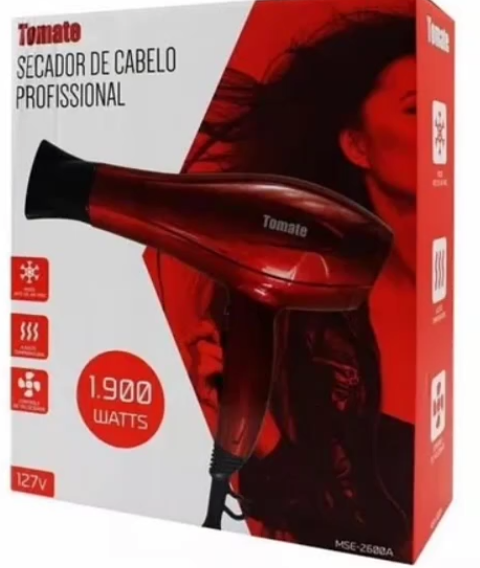 Tomate
SECADOR DE CABELO
PROFISSIONAL
Tomate
Tomate
1.900
WATTS
127V
MSE-2600A